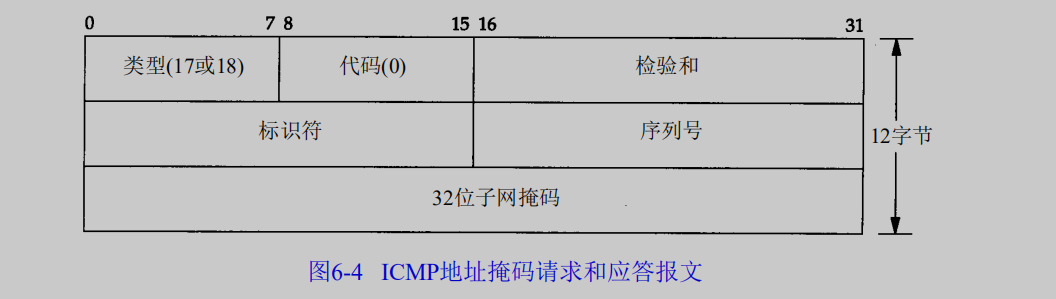 0 7 8 15 16 31
类型(17或18) 代码(0) 检验和
标识符 序列号 12字节
32位子网掩码
图6-4 ICMP地址掩码请求和应答报文